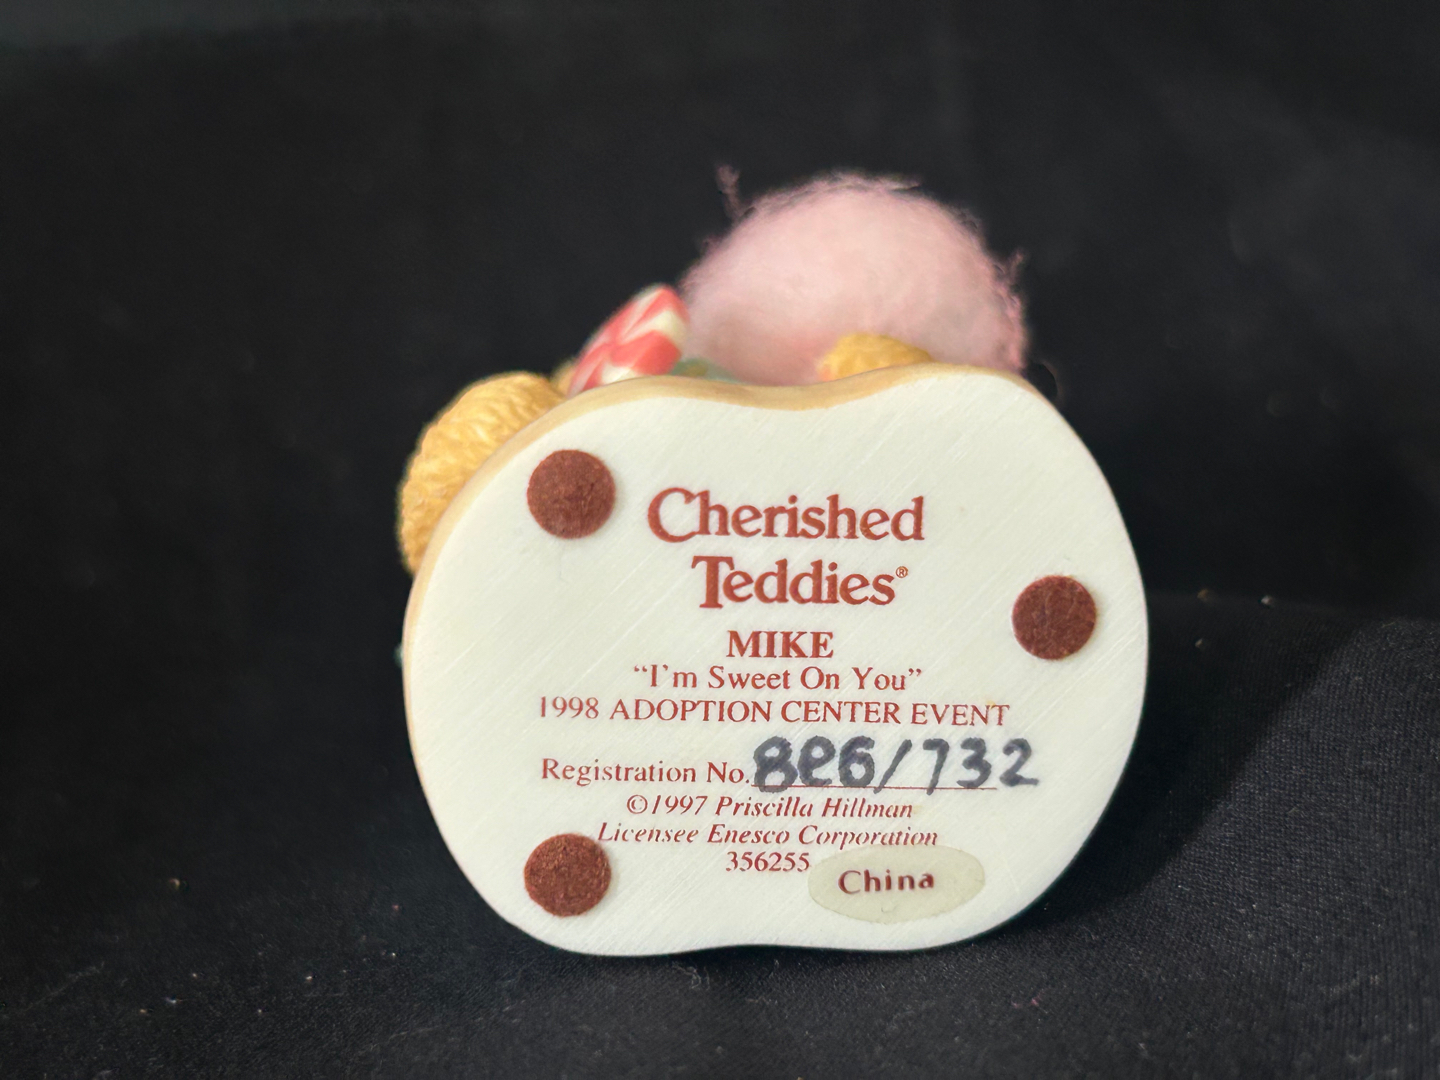 Cherished
Teddies®
MIKE
“I’m Sweet On You”
1998 ADOPTION CENTER EVENT
Registration No. 8e6/732
©1997 Priscilla Hillman
Licensee Enesco Corporation
356255
China